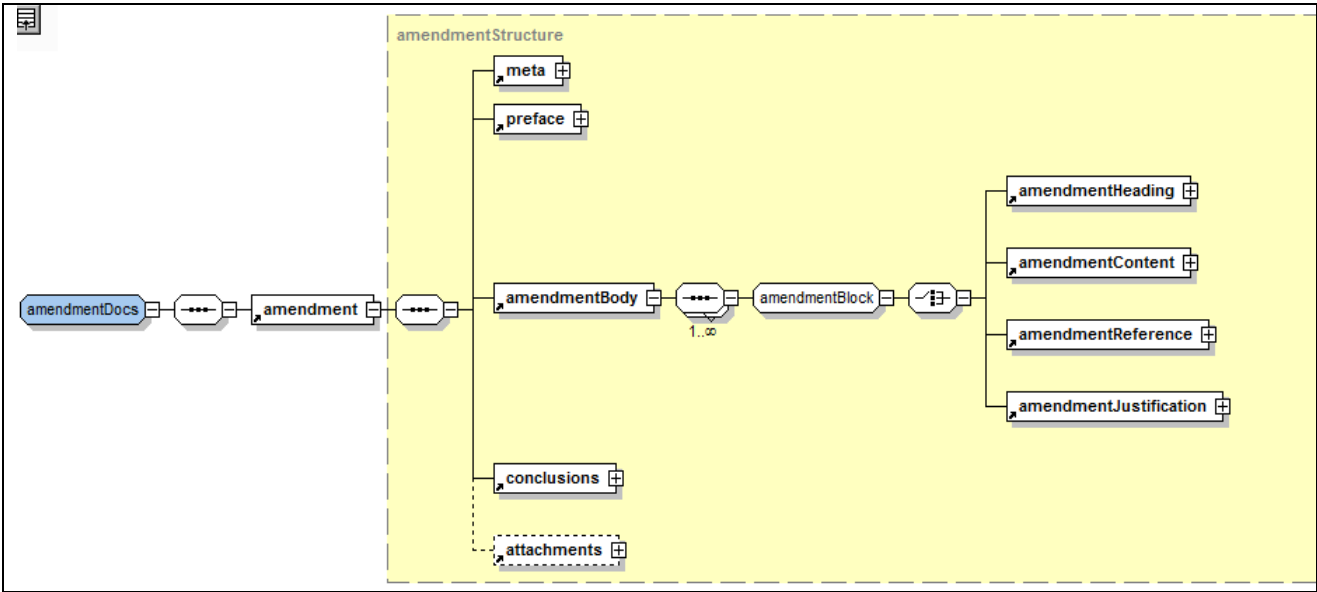 amendmentStructure
meta
preface
amendmentHeading
amendmentContent
amendmentDocs
amendment
amendmentBody
1..∞
amendmentBlock
amendmentReference
amendmentJustification
conclusions
attachments